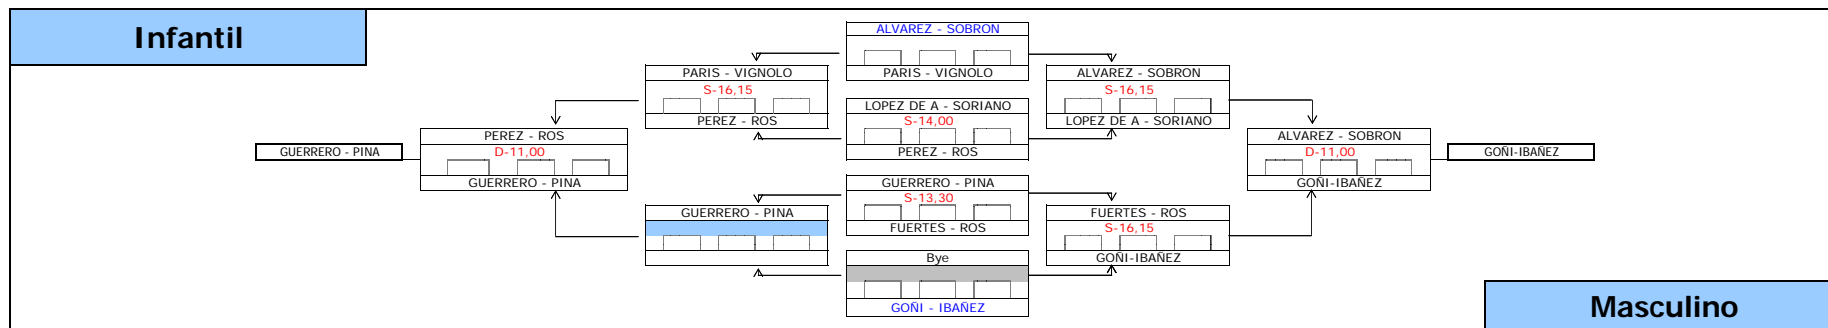 Infantil
ALVAREZ - SOBRON
PARIS - VIGNOLO
PARIS - VIGNOLO
S-16,15
PEREZ - ROS
ALVAREZ - SOBRON
S-16,15
LOPEZ DE A - SORIANO
LOPEZ DE A - SORIANO
S-14,00
PEREZ - ROS
PEREZ - ROS
D-11,00
GUERRERO - PINA
GUERRERO - PINA
ALVAREZ - SOBRON
D-11,00
GOÑI-IBAÑEZ
GOÑI-IBAÑEZ
GUERRERO - PINA
S-13,30
FUERTES - ROS
GUERRERO - PINA
FUERTES - ROS
S-16,15
GOÑI-IBAÑEZ
Bye
GOÑI - IBAÑEZ
Masculino